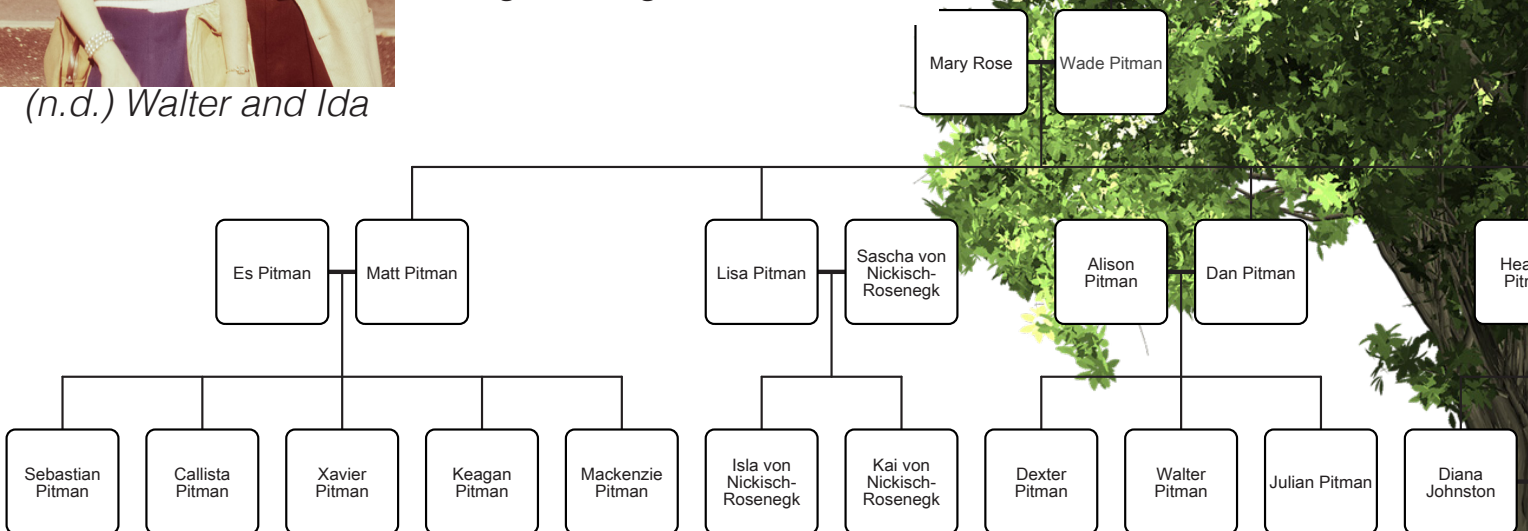 (n.d.) Walter and Ida
Mary Rose
Wade Pitman
Es Pitman
Matt Pitman
Lisa Pitman
Sascha von
Nickisch-
Rosenegk
Alison
Pitman
Dan Pitman
Sebastian
Pitman
Callista
Pitman
Xavier
Pitman
Keagan
Pitman
Mackenzie
Pitman
Isla von
Nickisch-
Rosenegk
Kai von
Nickisch-
Rosenegk
Dexter
Pitman
Walter
Pitman
Julian Pitman
Diana
Johnston